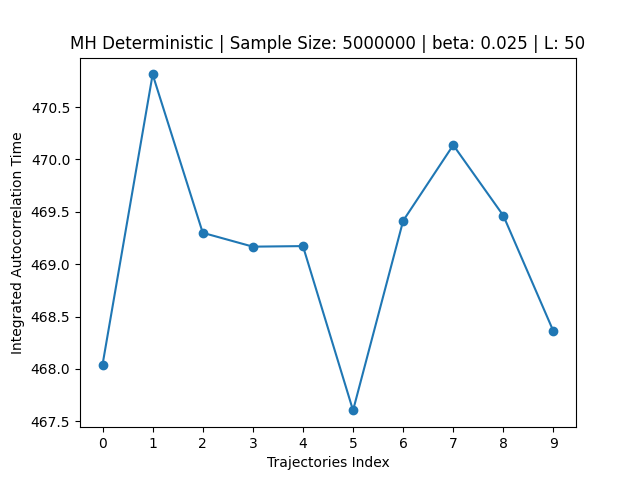 MH Deterministic | Sample Size: 5000000 | beta: 0.025 | L: 50
470.5
470.0
469.5
469.0
468.5
468.0
467.5
Integrated Autocorrelation Time
0 1 2 3 4 5 6 7 8 9
Trajectories Index